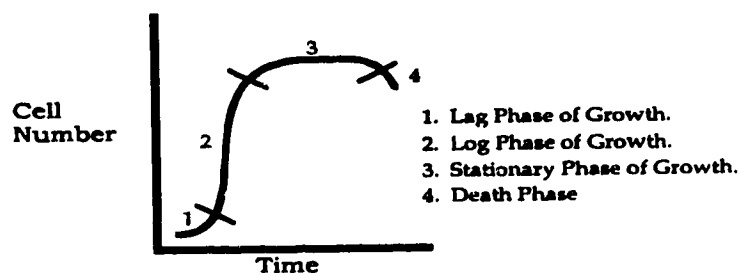 3
4
Cell
Number
2
1
Time
1. Lag Phase of Growth.
2. Log Phase of Growth.
3. Stationary Phase of Growth.
4. Death Phase